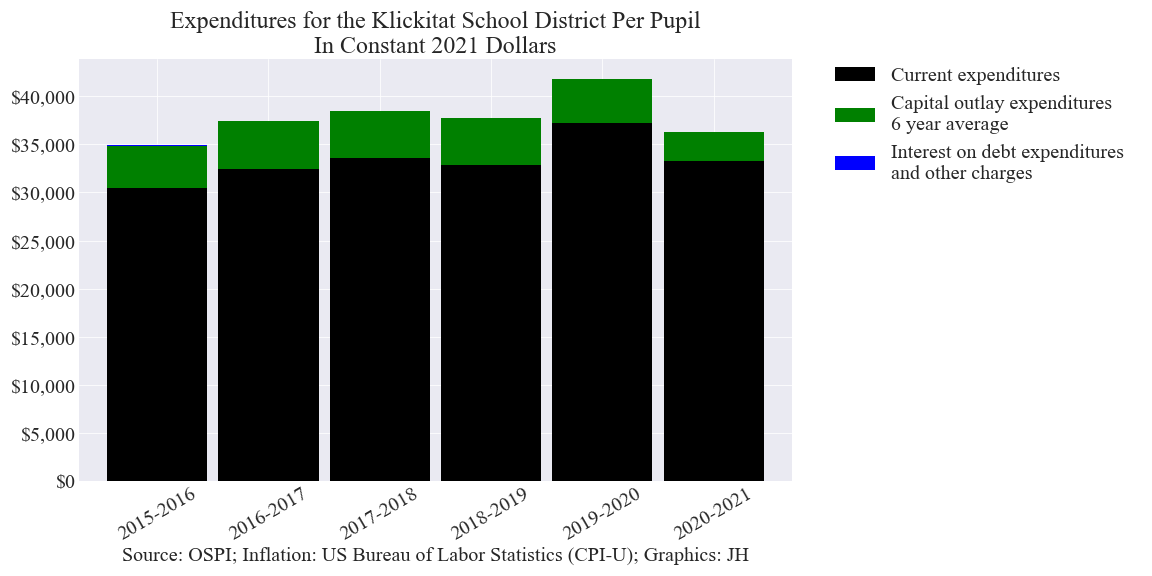 Expenditures for the Klickitat School District Per Pupil
In Constant 2021 Dollars
$40,000
$35,000
$30,000
$25,000
$20,000
$15,000
$10,000
$5,000
$0
2015-2016
2016-2017
2017-2018
2018-2019
2019-2020
2020-2021
Source: OSPI; Inflation: US Bureau of Labor Statistics (CPI-U); Graphics: JH
Current expenditures
Capital outlay expenditures
6 year average
Interest on debt expenditures
and other charges